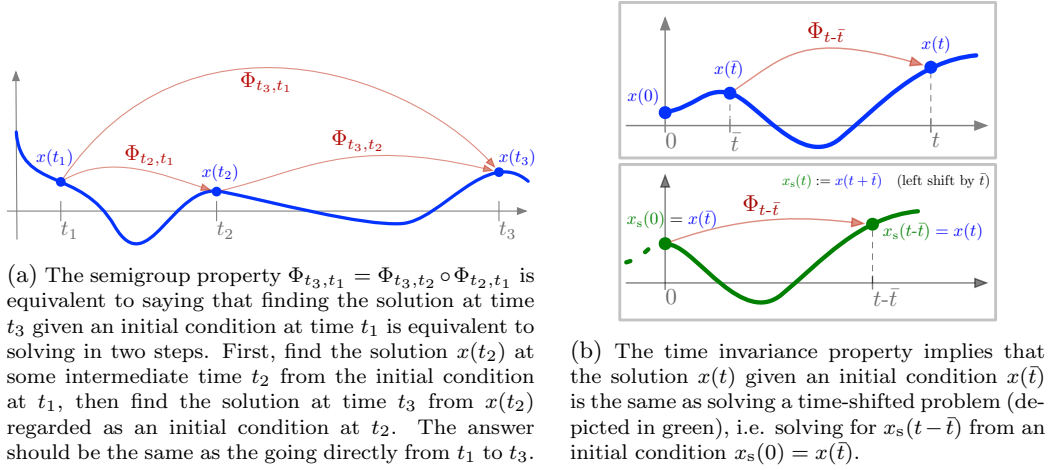 Φ_{t₃,t₁}
x(t₁)
Φ_{t₂,t₁}
x(t₂)
Φ_{t₃,t₂}
x(t₃)
t₁
t₂
t₃
(a) The semigroup property Φ_{t₃,t₁} = Φ_{t₃,t₂} ∘ Φ_{t₂,t₁} is
equivalent to saying that finding the solution at time
t₃ given an initial condition at time t₁ is equivalent to
solving in two steps. First, find the solution x(t₂) at
some intermediate time t₂ from the initial condition
at t₁, then find the solution at time t₃ from x(t₂)
regarded as an initial condition at t₂. The answer
should be the same as the going directly from t₁ to t₃.
Φ_{t-t̄}
x(0)
x(t̄)
x(t)
0
t̄
t
x_s(t) := x(t + t̄) (left shift by t̄)
x_s(0) = x(t̄)
Φ_{t-t̄}
x_s(t-t̄) = x(t)
0
t-t̄
(b) The time invariance property implies that
the solution x(t) given an initial condition x(t̄)
is the same as solving a time-shifted problem (de-
picted in green), i.e. solving for x_s(t − t̄) from an
initial condition x_s(0) = x(t̄).